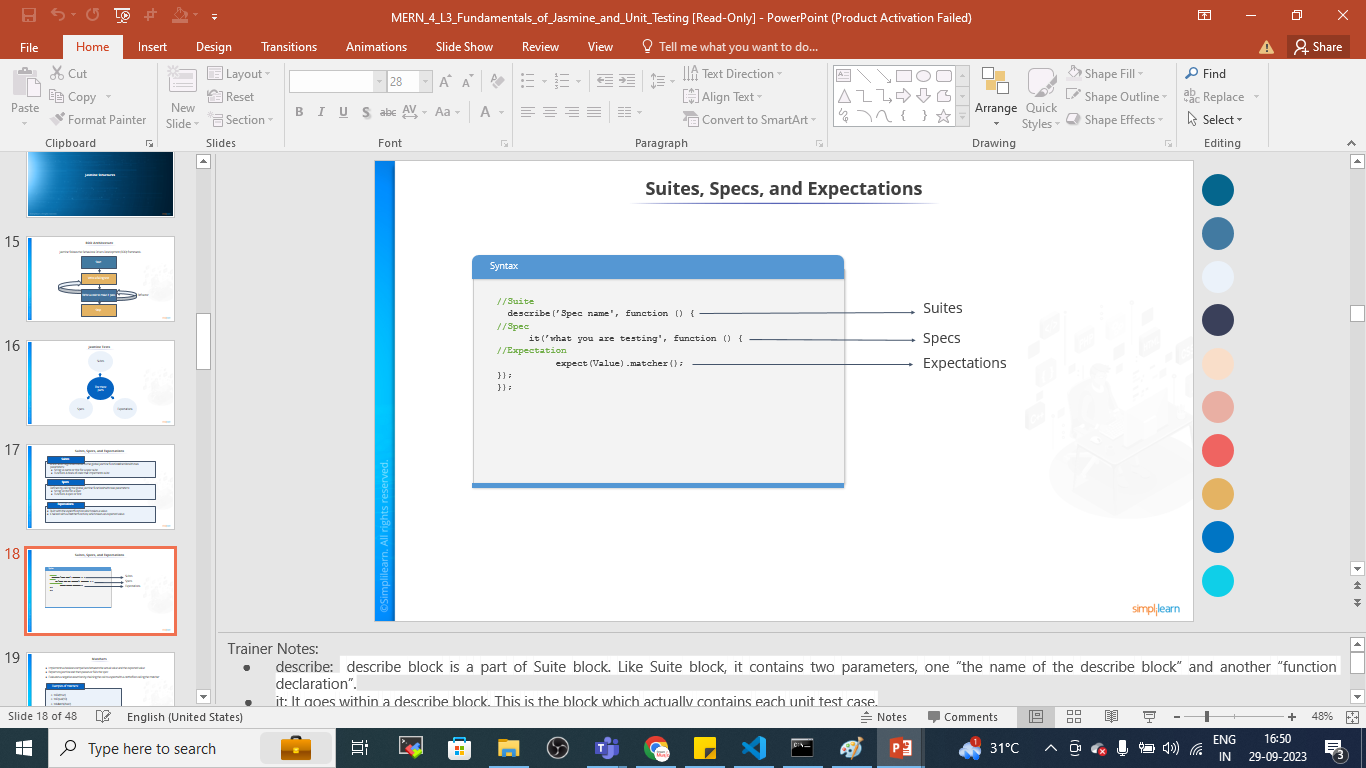 MERN_4_L3_Fundamentals_of_Jasmine_and_Unit_Testing [Read-Only] - PowerPoint (Product Activation Failed)
File Home Insert Design Transitions Animations Slide Show Review View Tell me what you want to do... Share
Paste Cut Copy Format Painter
Clipboard
New Slide Layout Reset Section
Slides
28
B I U S abc AV Aa A
Font
Text Direction
Align Text
Convert to SmartArt
Paragraph
Arrange Quick Styles Shape Fill Shape Outline Shape Effects
Drawing
Find
Replace
Select
Editing
15
16
17
18
19
Suites, Specs, and Expectations
Syntax
//Suite
describe('Spec name', function () {
Suites
//Spec
it('what you are testing', function () {
Specs
//Expectation
expect(Value).matcher();
Expectations
});
});
©Simplilearn. All rights reserved.
simplilearn
Trainer Notes:
● describe: describe block is a part of Suite block. Like Suite block, it contains two parameters, one “the name of the describe block” and another “function
declaration”.
● it: It goes within a describe block. This is the block which actually contains each unit test case.
Slide 18 of 48 English (United States) Notes Comments 48%
Type here to search
31°C
ENG
IN
16:50
29-09-2023
3